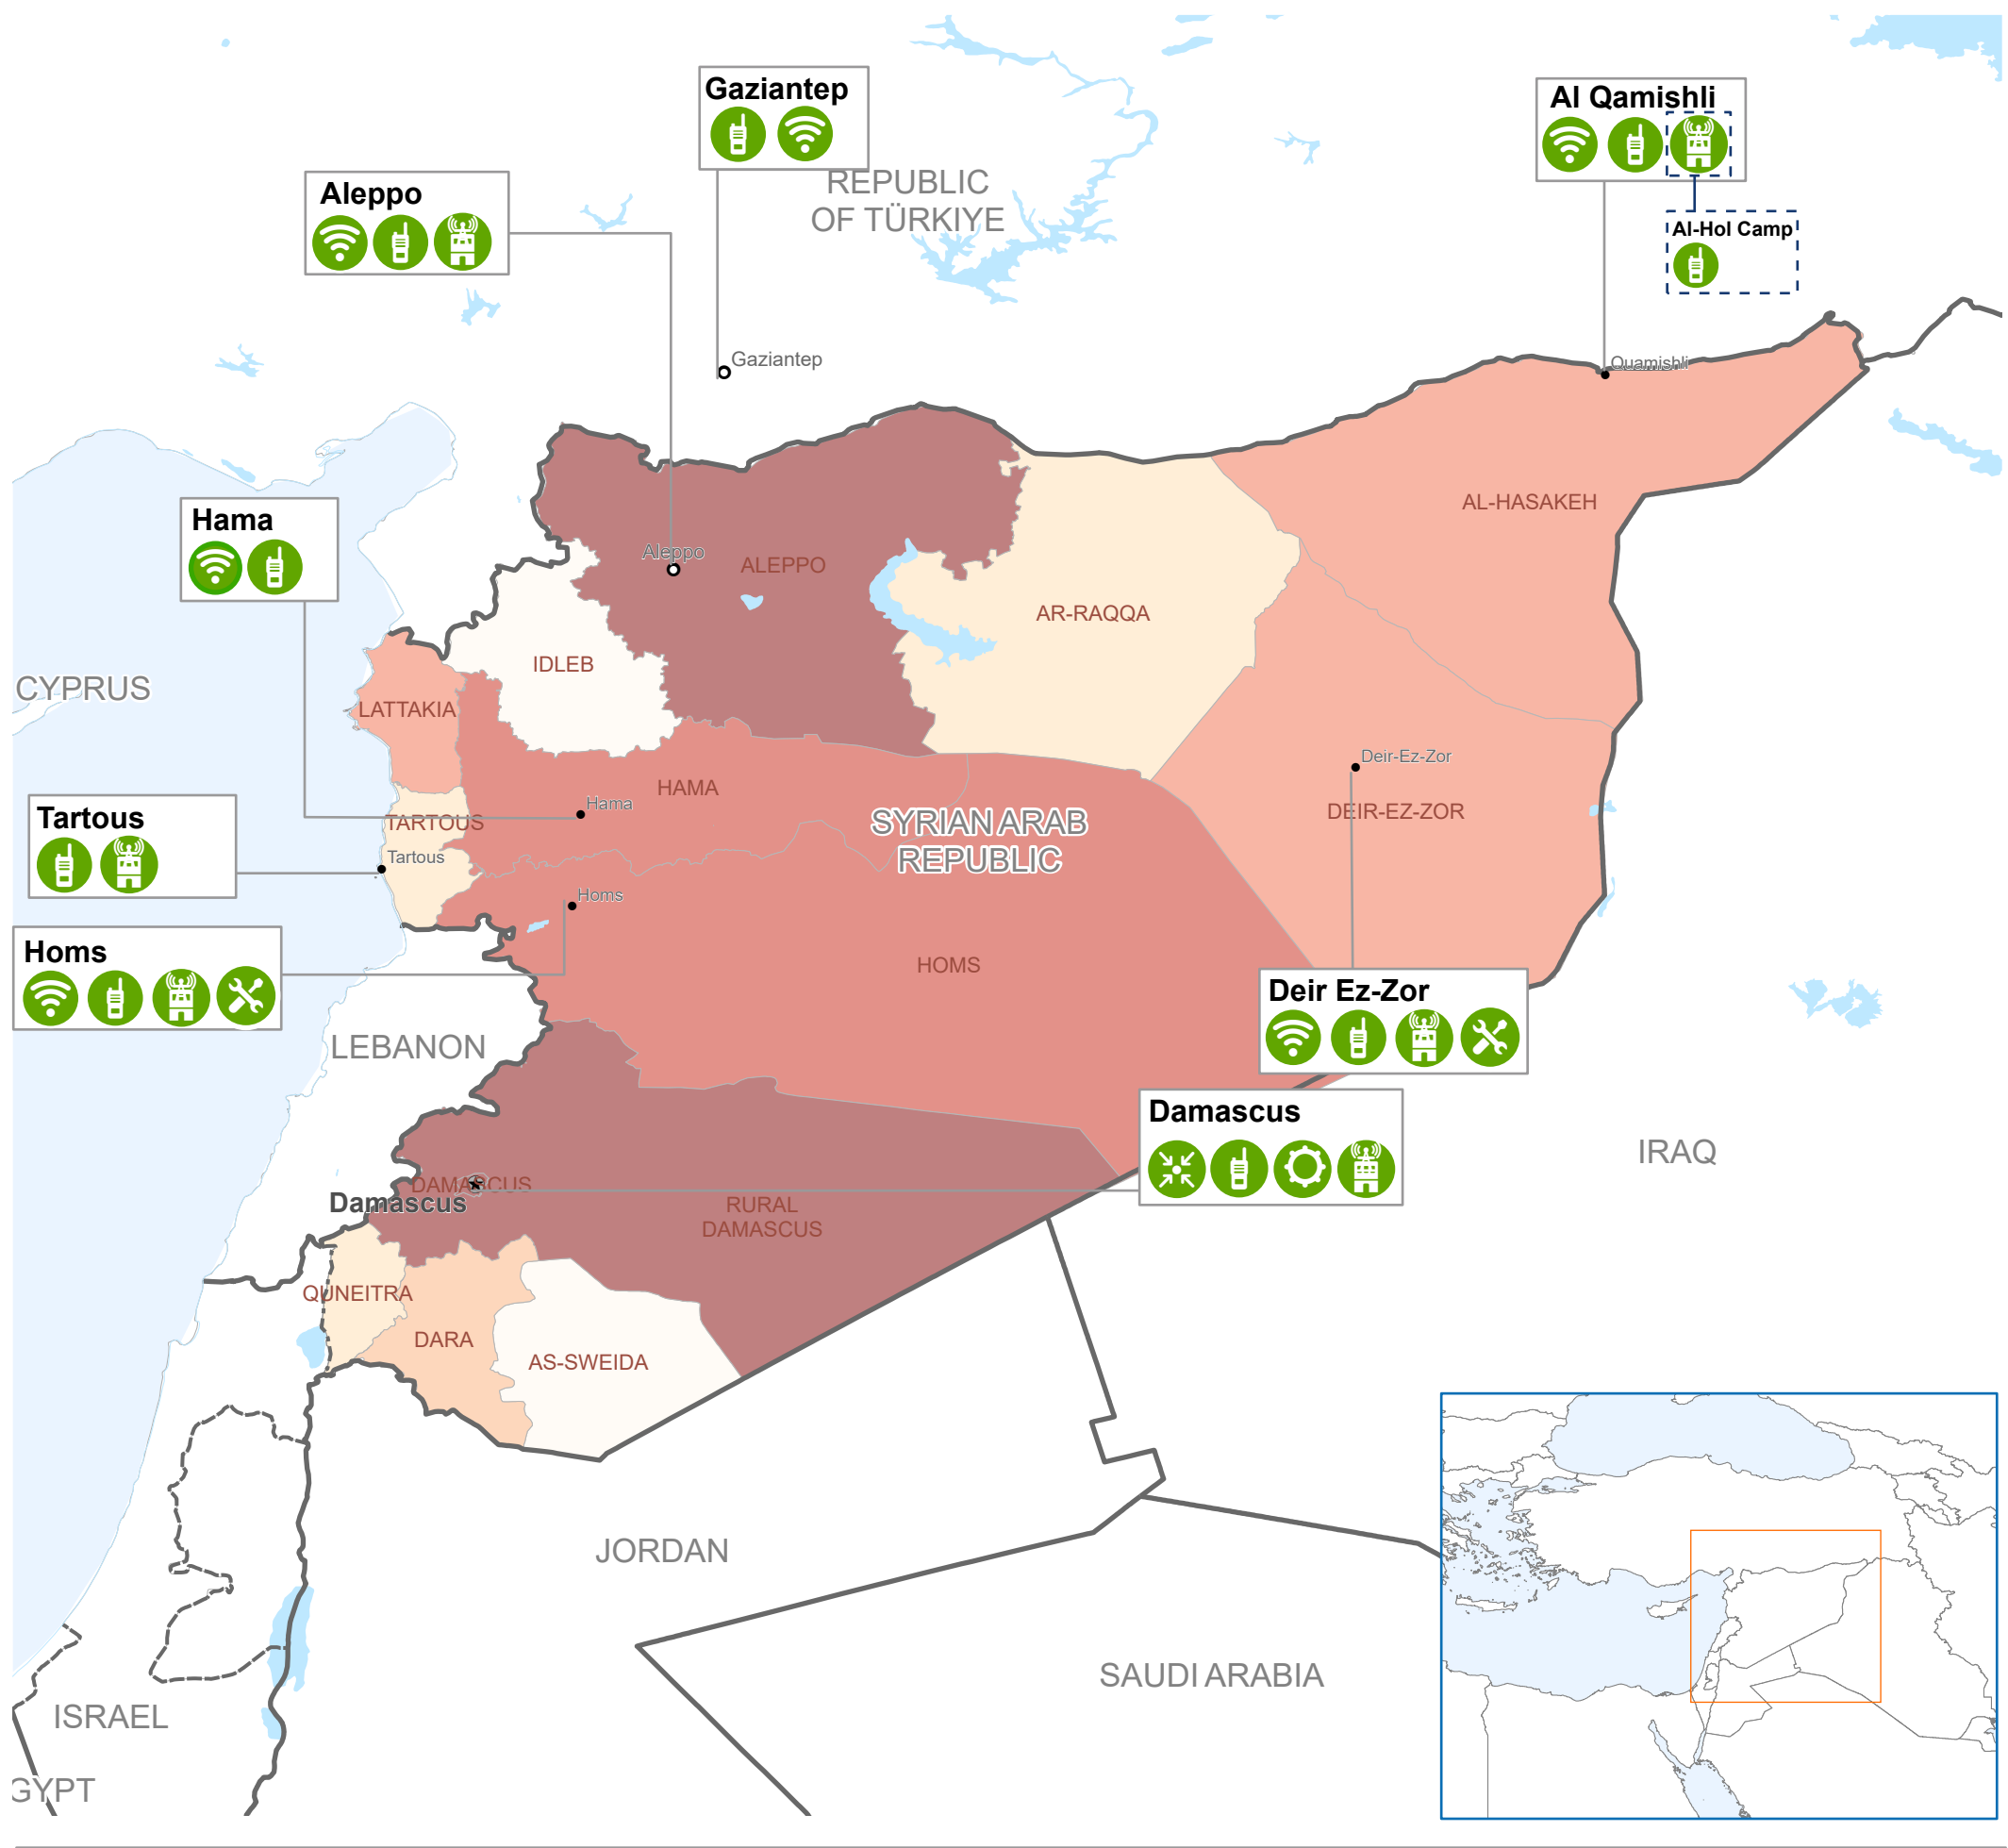 Gaziantep
Al Qamishli
REPUBLIC
OF TÜRKIYE
Aleppo
Al-Hol Camp
Gaziantep
Quamishli
AL-HASAKEH
Hama
Aleppo
ALEPPO
AR-RAQQA
IDLEB
CYPRUS
LATTAKIA
Deir-Ez-Zor
HAMA
Hama
DEIR-EZ-ZOR
Tartous
TARTOUS
SYRIAN ARAB
REPUBLIC
Tartous
Homs
Homs
HOMS
Deir Ez-Zor
LEBANON
Damascus
IRAQ
DAMASCUS
Damascus
RURAL
DAMASCUS
QUNEITRA
DARA
AS-SWEIDA
JORDAN
SAUDI ARABIA
ISRAEL
GYPT